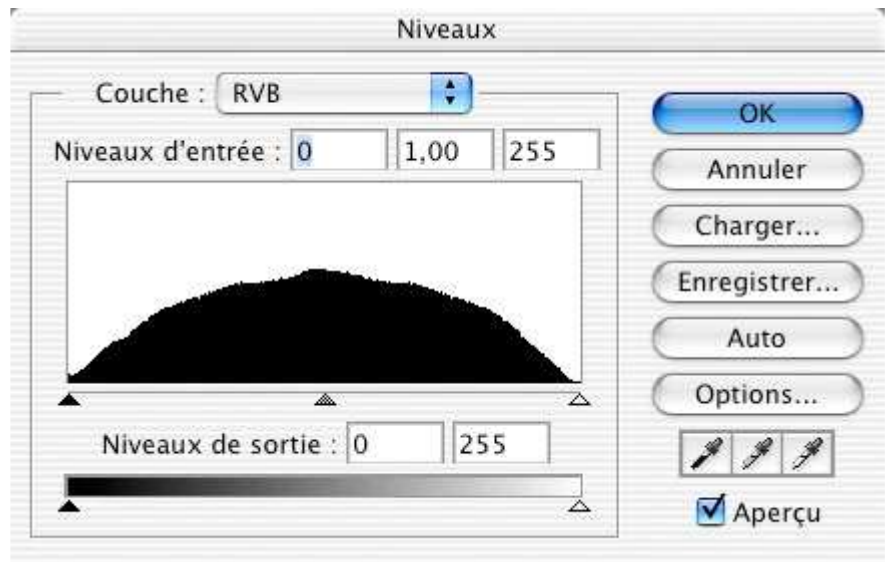 Niveaux
Couche : RVB
Niveaux d'entrée : 0 1,00 255
Niveaux de sortie : 0 255
OK
Annuler
Charger...
Enregistrer...
Auto
Options...
Aperçu